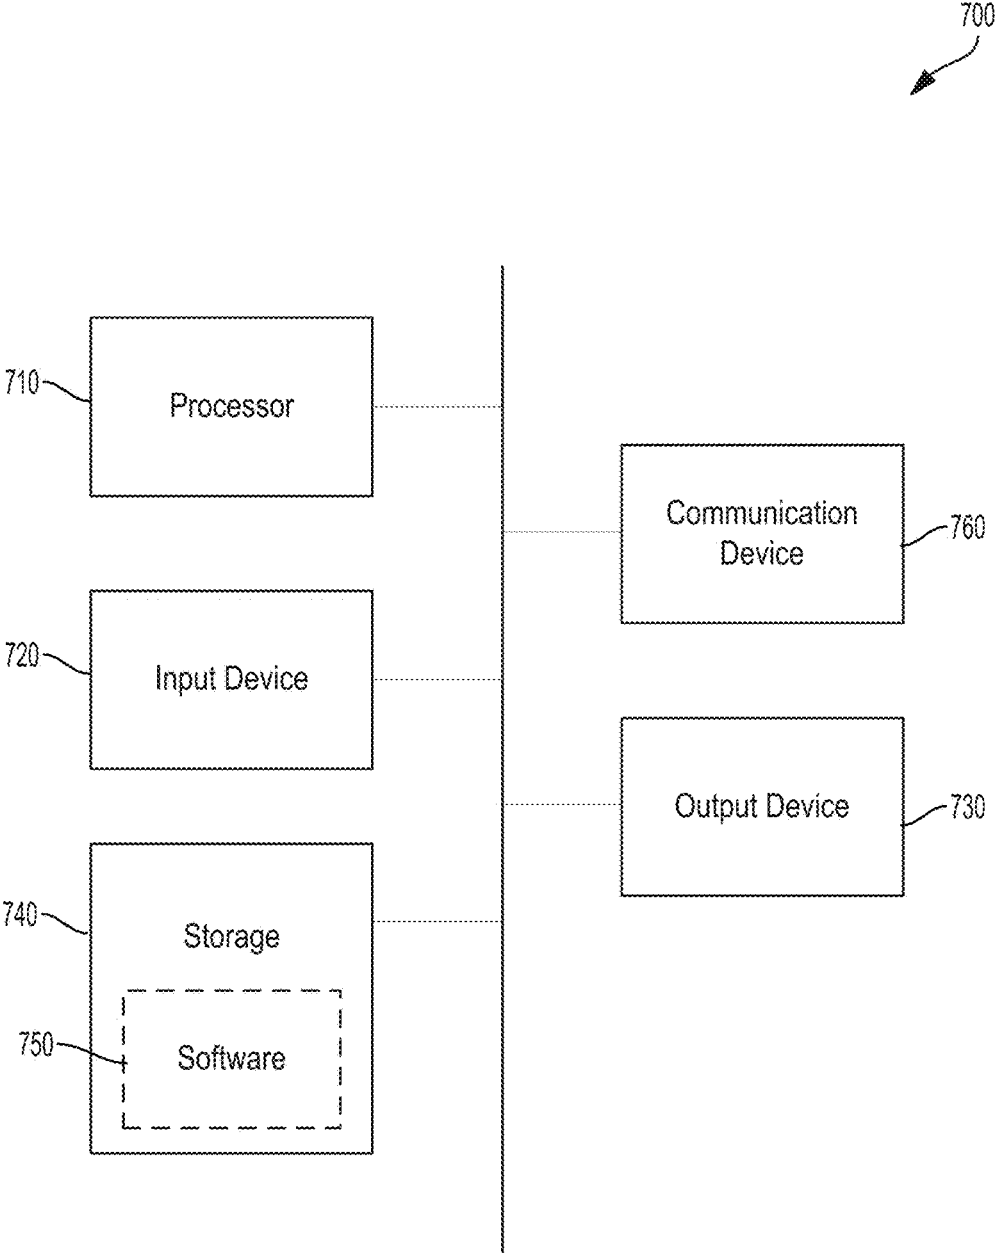 700
710
Processor
Communication
Device
760
720
Input Device
Output Device
730
740
Storage
750
Software